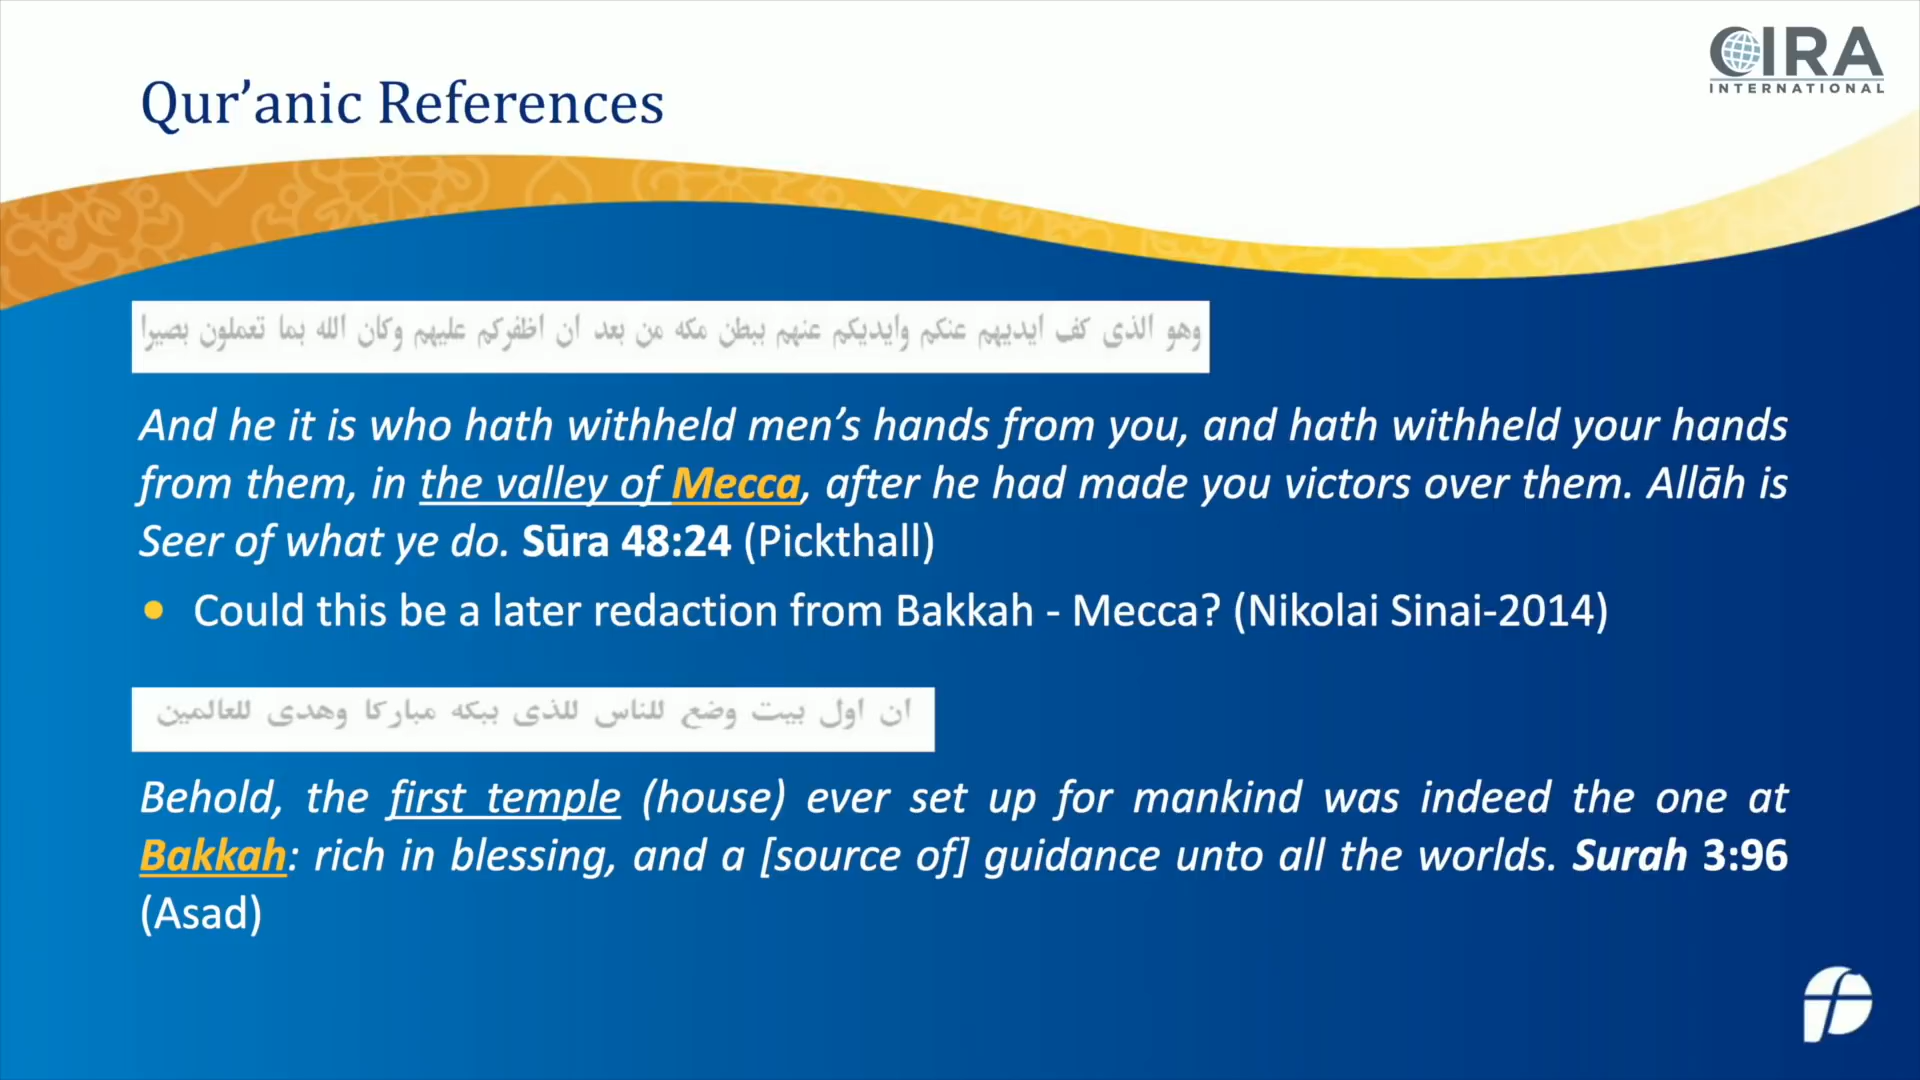 CIRA
INTERNATIONAL
Qur’anic References
وهو الذى كف ايديهم عنكم وايديكم عنهم ببطن مكه من بعد ان اظفركم عليهم وكان الله بما تعملون بصيرا
And he it is who hath withheld men’s hands from you, and hath withheld your hands
from them, in the valley of Mecca, after he had made you victors over them. Allāh is
Seer of what ye do. Sūra 48:24 (Pickthall)
• Could this be a later redaction from Bakkah - Mecca? (Nikolai Sinai-2014)
ان اول بيت وضع للناس للذى ببكه مباركا وهدى للعالمين
Behold, the first temple (house) ever set up for mankind was indeed the one at
Bakkah: rich in blessing, and a [source of] guidance unto all the worlds. Surah 3:96
(Asad)